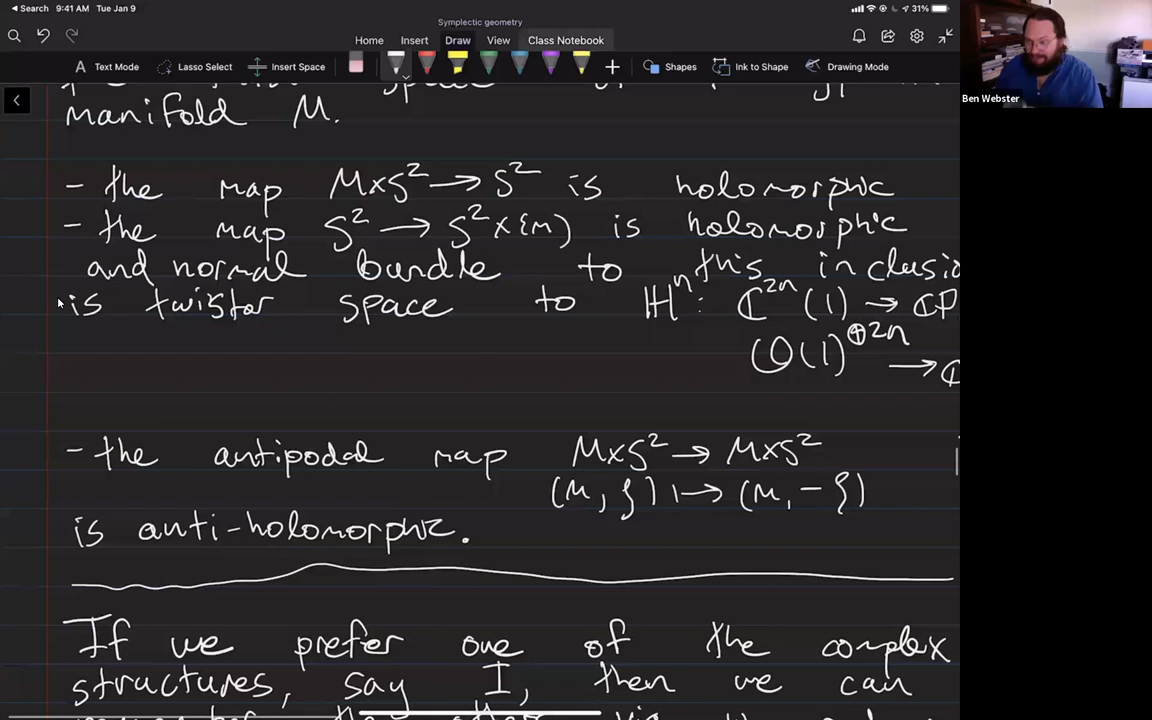 Search 9:41 AM Tue Jan 9
31%
Symplectic geometry
Home Insert Draw View Class Notebook
Text Mode Lasso Select Insert Space Shapes Ink to Shape Drawing Mode
Ben Webster
space
manifold M.
- the map M×S² → S² is holomorphic
- the map S² → S²×{m} is holomorphic
and normal bundle to this inclusi
is twistor space to ℍⁿ: ℂ²ⁿ(1) → ℂP
O(1)^⊕2n → ℂ
- the antipodal map M×S² → M×S²
(m, ξ) ↦ (m, -ξ)
is anti-holomorphic.
If we prefer one of the complex
structures, say I, then we can